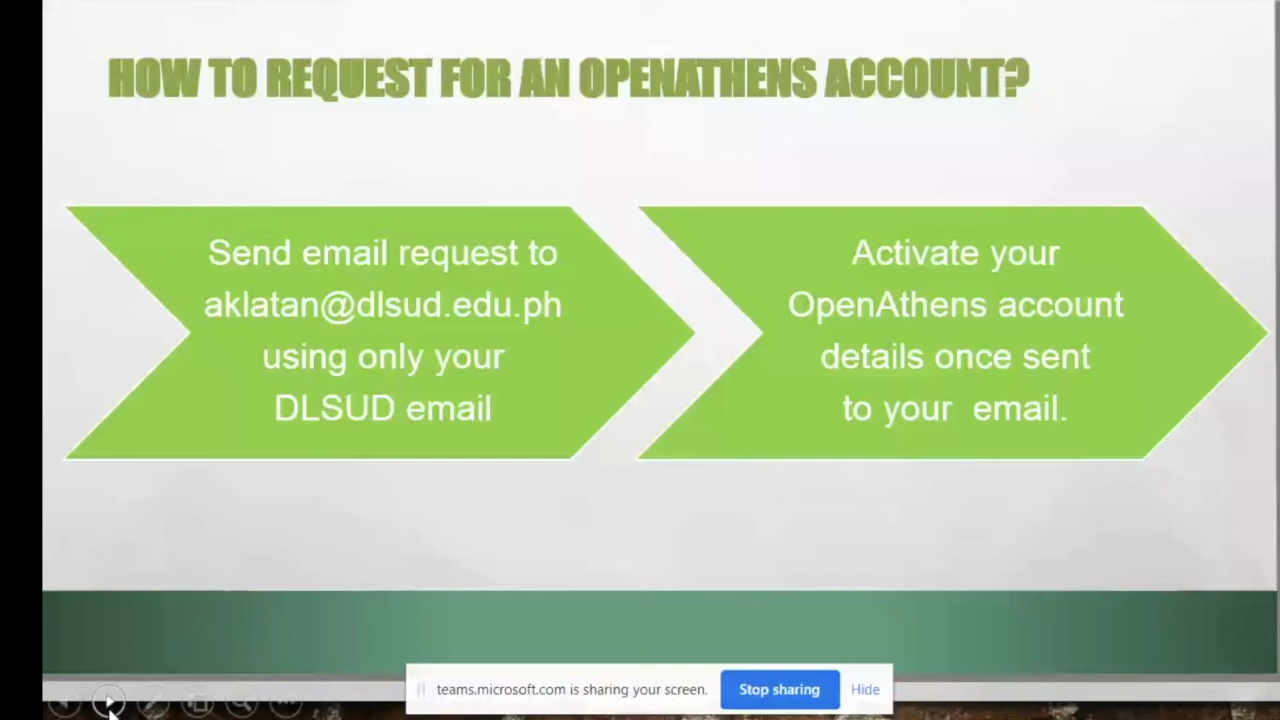 HOW TO REQUEST FOR AN OPENATHENS ACCOUNT?
Send email request to
aklatan@dlsud.edu.ph
using only your
DLSUD email
Activate your
OpenAthens account
details once sent
to your  email.
teams.microsoft.com is sharing your screen.
Stop sharing
Hide